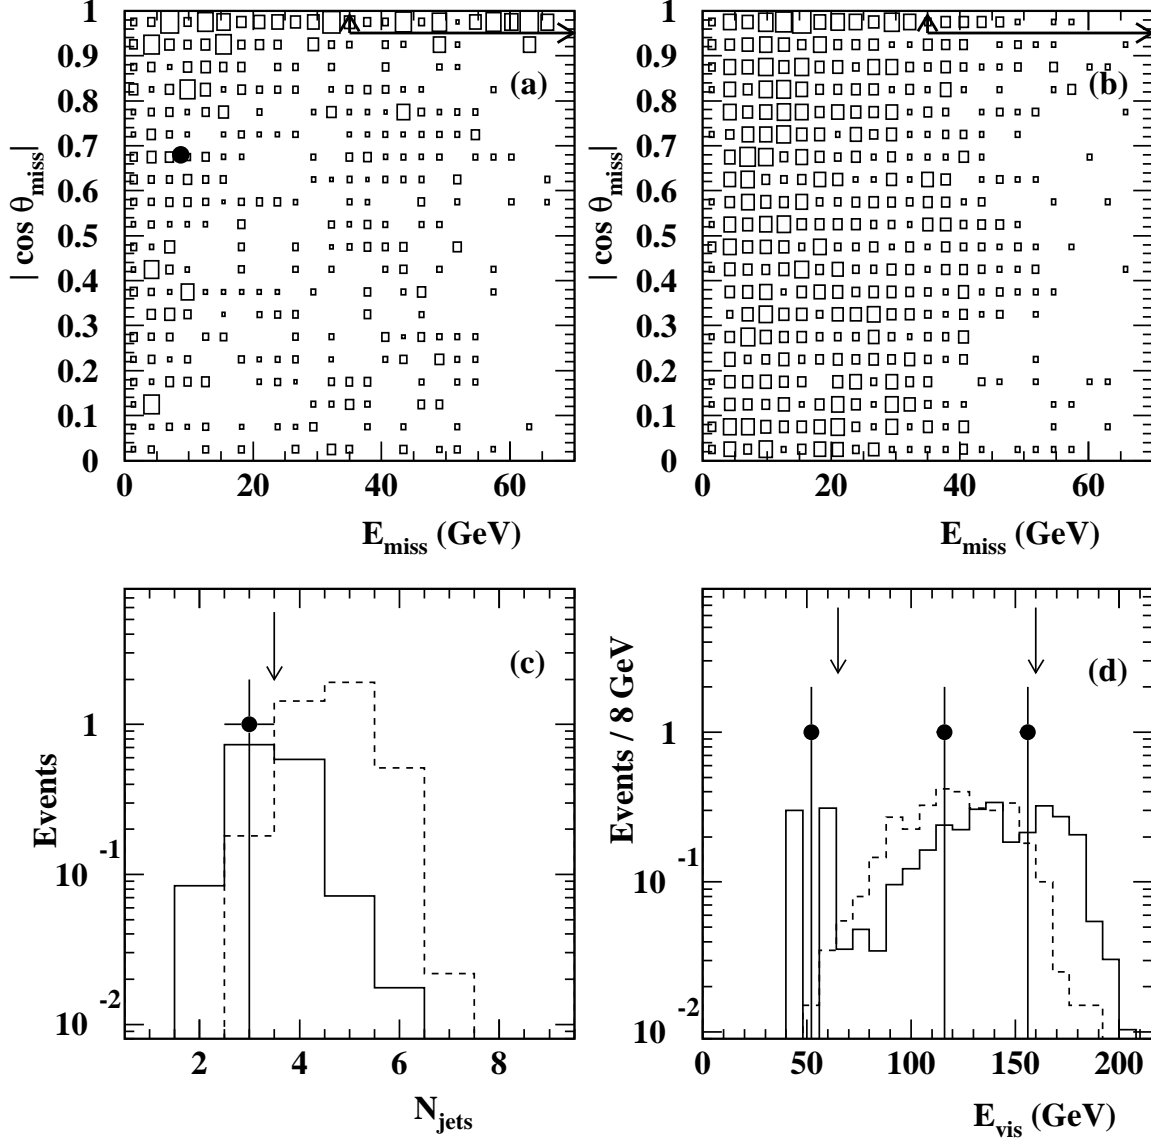 1
0.9
0.8
0.7
0.6
0.5
0.4
0.3
0.2
0.1
0
| cos θmiss|
(a)
0 20 40 60
Emiss (GeV)
1
0.9
0.8
0.7
0.6
0.5
0.4
0.3
0.2
0.1
0
| cos θmiss|
(b)
0 20 40 60
Emiss (GeV)
Events
1
10-1
10-2
(c)
2 4 6 8
Njets
Events / 8 GeV
1
10-1
10-2
(d)
0 50 100 150 200
Evis (GeV)